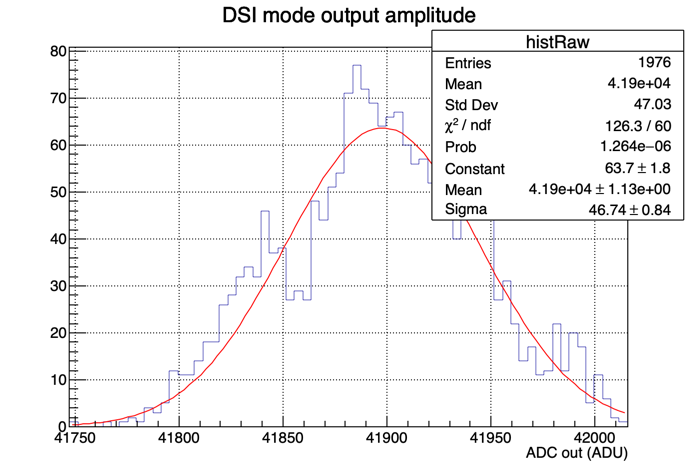 DSI mode output amplitude
histRaw
Entries 1976
Mean 4.19e+04
Std Dev 47.03
χ² / ndf 126.3 / 60
Prob 1.264e−06
Constant 63.7 ± 1.8
Mean 4.19e+04 ± 1.13e+00
Sigma 46.74 ± 0.84
80
70
60
50
40
30
20
10
0
41750 41800 41850 41900 41950 42000
ADC out (ADU)